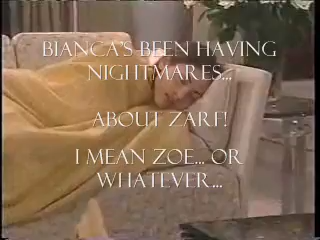 BIANCA'S BEEN HAVING
NIGHTMARES...
ABOUT ZARF!
I MEAN ZOE... OR
WHATEVER...